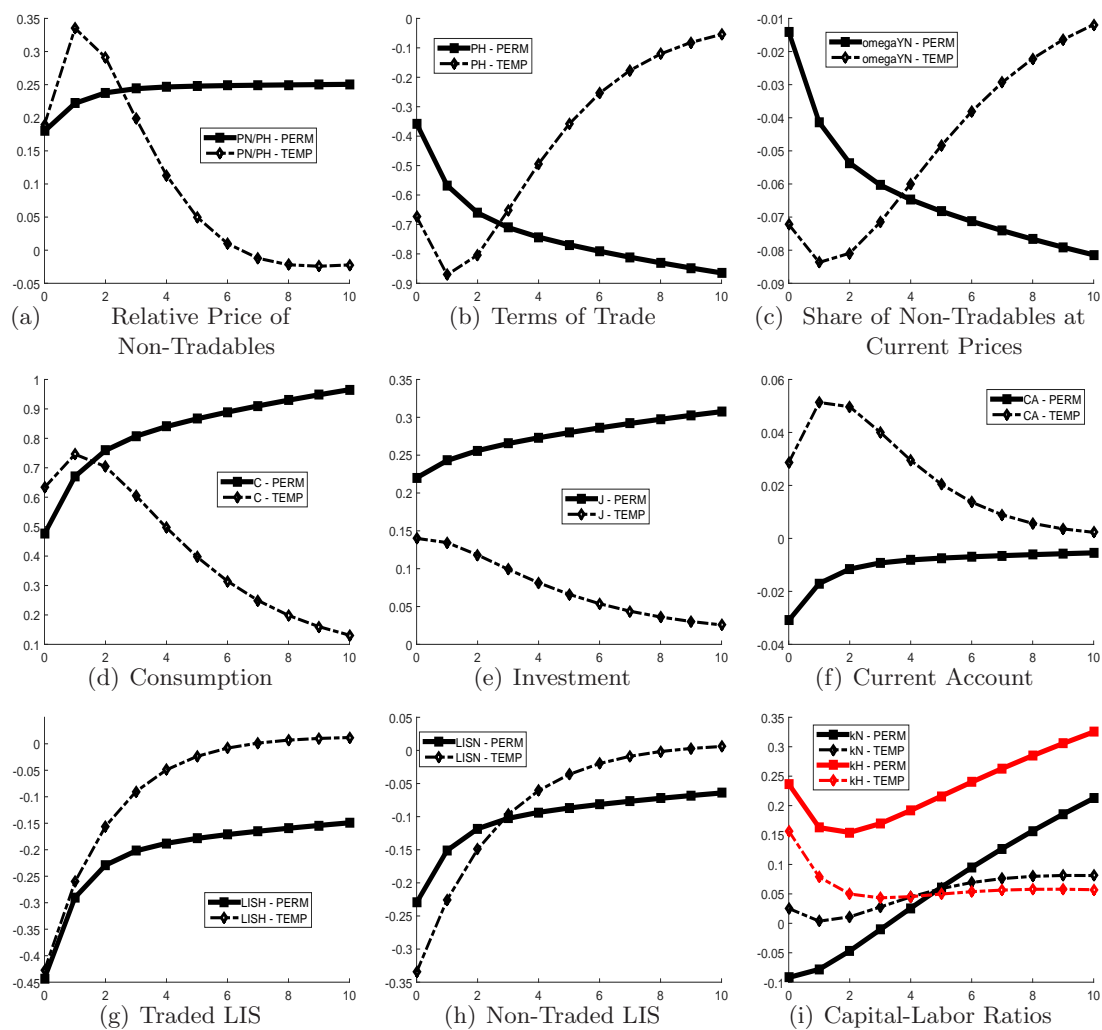 0.35
0.3
0.25
0.2
0.15
0.1
0.05
0
-0.05
0 2 4 6 8 10
PN/PH - PERM
PN/PH - TEMP
(a) Relative Price of
Non-Tradables
0
-0.1
-0.2
-0.3
-0.4
-0.5
-0.6
-0.7
-0.8
-0.9
0 2 4 6 8 10
PH - PERM
PH - TEMP
(b) Terms of Trade
-0.01
-0.02
-0.03
-0.04
-0.05
-0.06
-0.07
-0.08
-0.09
0 2 4 6 8 10
omegaYN - PERM
omegaYN - TEMP
(c) Share of Non-Tradables at
Current Prices
1
0.9
0.8
0.7
0.6
0.5
0.4
0.3
0.2
0.1
0 2 4 6 8 10
C - PERM
C - TEMP
(d) Consumption
0.35
0.3
0.25
0.2
0.15
0.1
0.05
0
0 2 4 6 8 10
J - PERM
J - TEMP
(e) Investment
0.06
0.04
0.02
0
-0.02
-0.04
0 2 4 6 8 10
CA - PERM
CA - TEMP
(f) Current Account
0
-0.05
-0.1
-0.15
-0.2
-0.25
-0.3
-0.35
-0.4
-0.45
0 2 4 6 8 10
LISH - PERM
LISH - TEMP
(g) Traded LIS
0.05
0
-0.05
-0.1
-0.15
-0.2
-0.25
-0.3
-0.35
0 2 4 6 8 10
LISN - PERM
LISN - TEMP
(h) Non-Traded LIS
0.35
0.3
0.25
0.2
0.15
0.1
0.05
0
-0.05
-0.1
0 2 4 6 8 10
kN - PERM
kN - TEMP
kH - PERM
kH - TEMP
(i) Capital-Labor Ratios